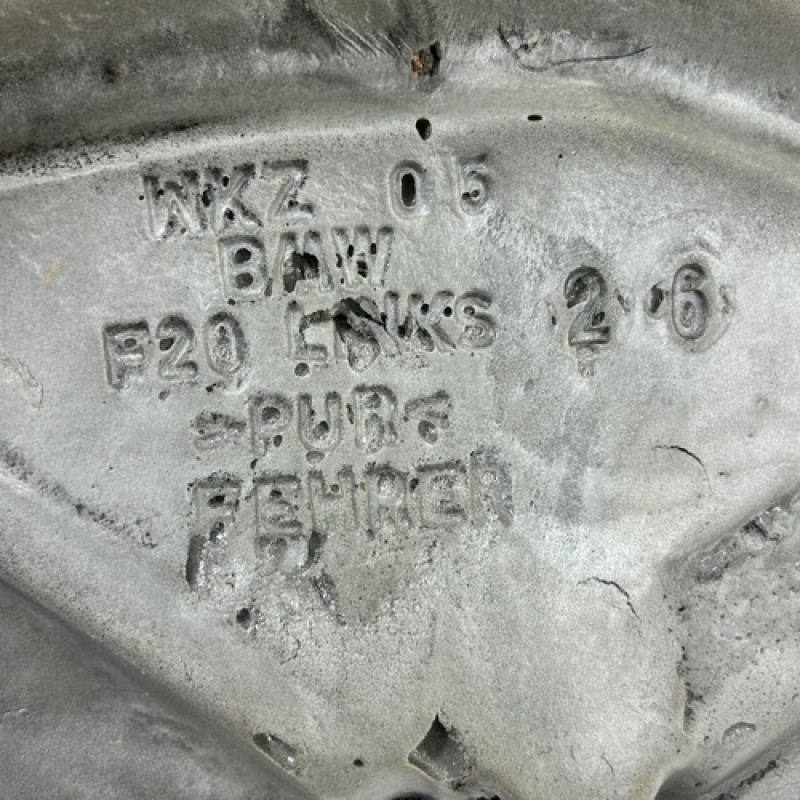 WKZ 05
BMW
F20 LINKS 26
>PUR<
FEHRER